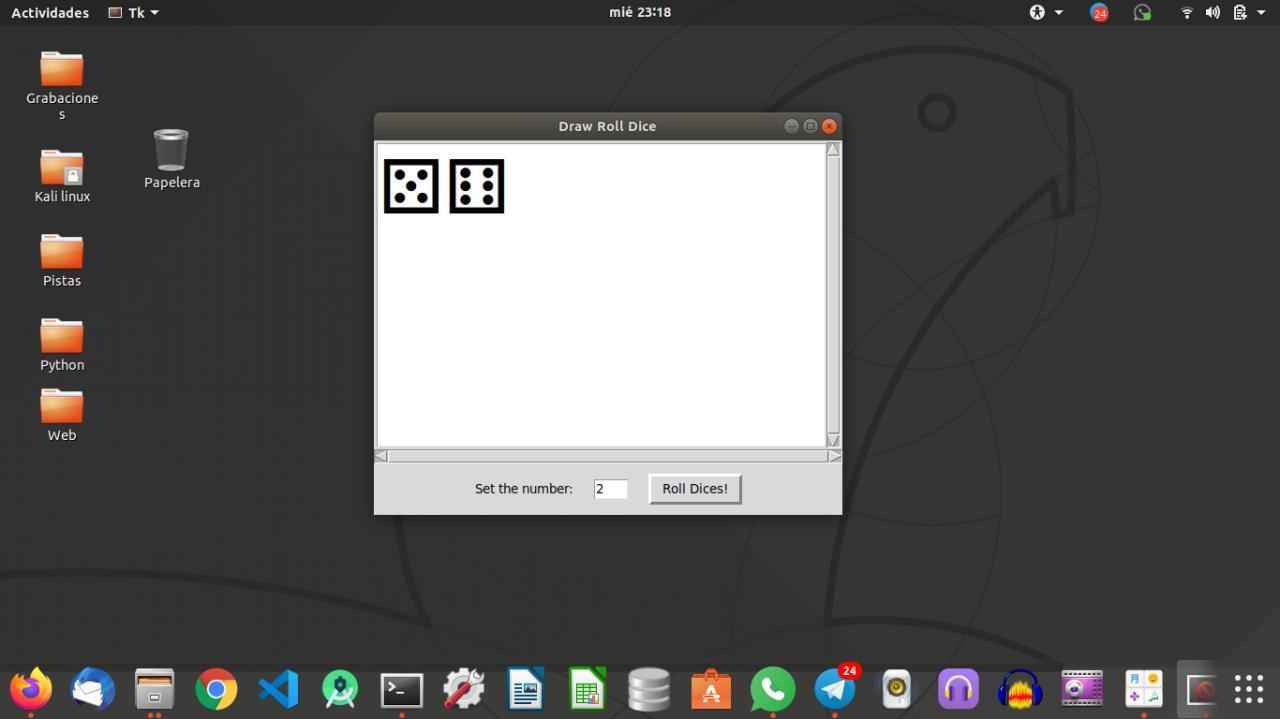 Actividades
Tk
mié 23:18
24
Grabacione
s
Kali linux
Papelera
Pistas
Python
Web
Draw Roll Dice
Set the number:
2
Roll Dices!
24